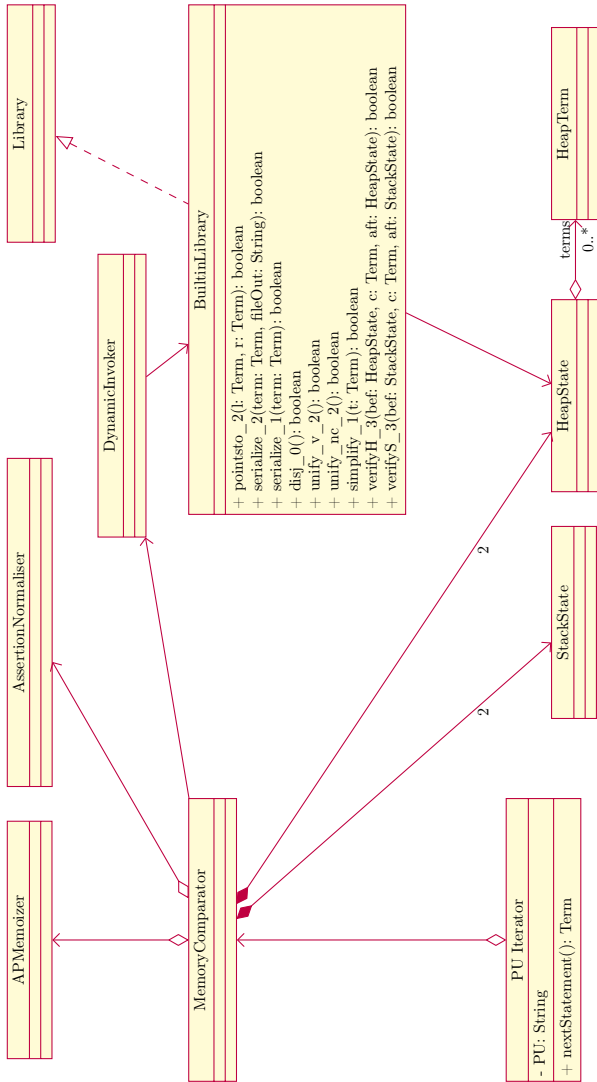 APMemoizer
AssertionNormaliser
Library
DynamicInvoker
MemoryComparator
BuiltinLibrary
+ pointsto_2(l: Term, r: Term): boolean
+ serialize_2(term: Term, fileOut: String): boolean
+ serialize_1(term: Term): boolean
+ disj_0(): boolean
+ unify_v_2(): boolean
+ unify_nc_2(): boolean
+ simplify_1(t: Term): boolean
+ verifyH_3(bef: HeapState, c: Term, aft: HeapState): boolean
+ verifyS_3(bef: StackState, c: Term, aft: StackState): boolean
2
2
PU Iterator
- PU: String
+ nextStatement(): Term
StackState
HeapState
terms
0..*
HeapTerm